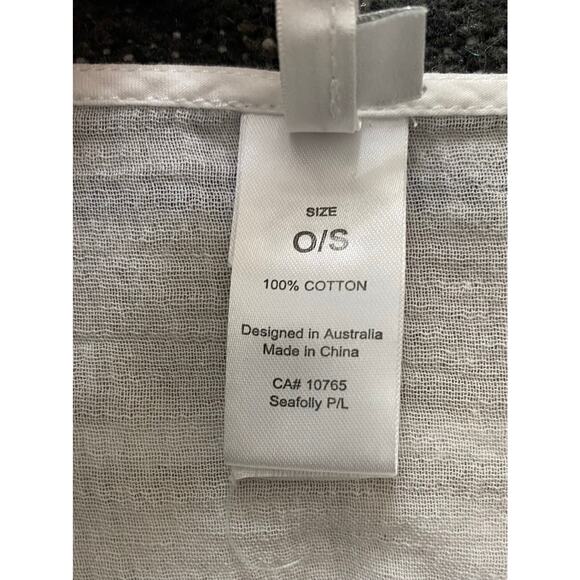 SIZE
O/S
100% COTTON
Designed in Australia
Made in China
CA# 10765
Seafolly P/L